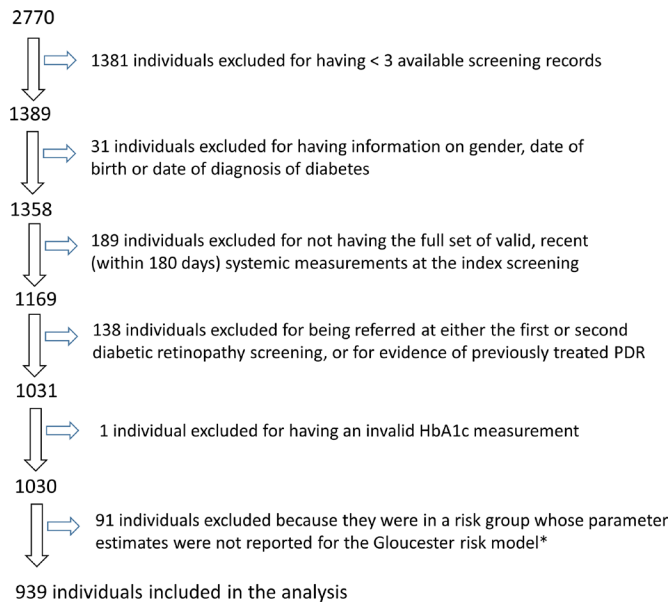 2770
1381 individuals excluded for having < 3 available screening records
1389
31 individuals excluded for having information on gender, date of
birth or date of diagnosis of diabetes
1358
189 individuals excluded for not having the full set of valid, recent
(within 180 days) systemic measurements at the index screening
1169
138 individuals excluded for being referred at either the first or second
diabetic retinopathy screening, or for evidence of previously treated PDR
1031
1 individual excluded for having an invalid HbA1c measurement
1030
91 individuals excluded because they were in a risk group whose parameter
estimates were not reported for the Gloucester risk model*
939 individuals included in the analysis